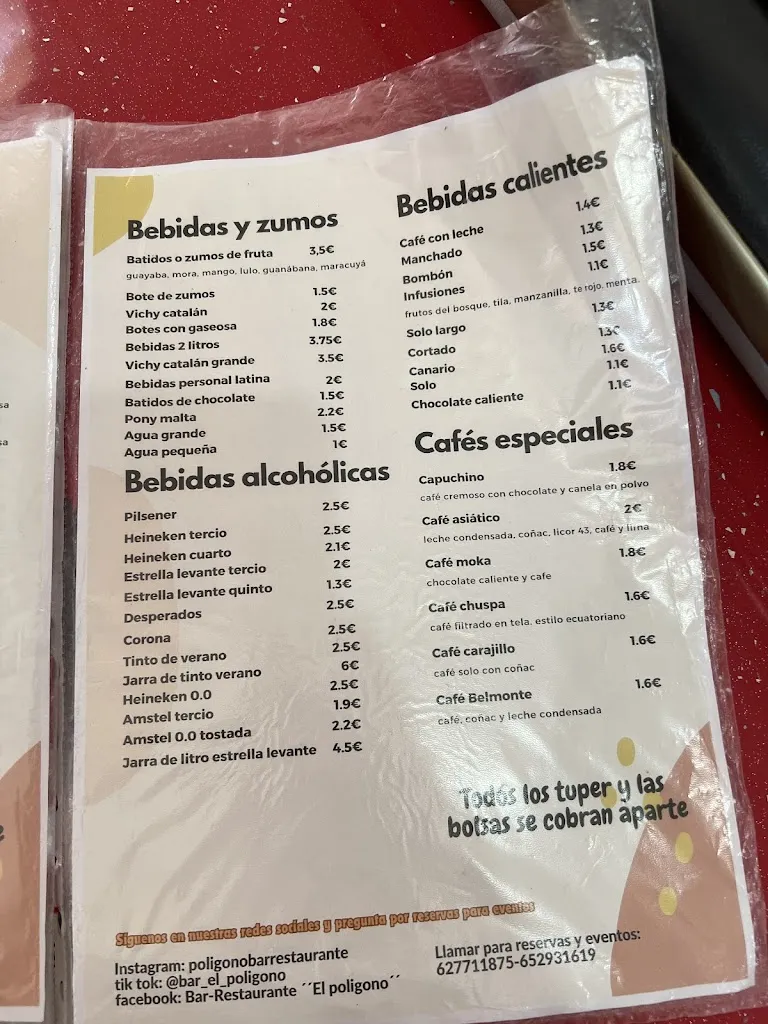 Bebidas y zumos
Batidos o zumos de fruta 3,5€
guayaba, mora, mango, lulo, guanábana, maracuyá
Bote de zumos 1.5€
Vichy catalán 2€
Botes con gaseosa 1.8€
Bebidas 2 litros 3.75€
Vichy catalán grande 3.5€
Bebidas personal latina 2€
Batidos de chocolate 1.5€
Pony malta 2.2€
Agua grande 1.5€
Agua pequeña 1€
Bebidas alcohólicas
Pilsener 2.5€
Heineken tercio 2.5€
Heineken cuarto 2.1€
Estrella levante tercio 2€
Estrella levante quinto 1.3€
Desperados 2.5€
Corona 2.5€
Tinto de verano 2.5€
Jarra de tinto verano 6€
Heineken 0.0 2.5€
Amstel tercio 1.9€
Amstel 0.0 tostada 2.2€
Jarra de litro estrella levante 4.5€
Bebidas calientes
Café con leche 1.4€
Manchado 1.3€
Bombón 1.5€
Infusiones 1.1€
frutos del bosque, tila, manzanilla, te rojo, menta.
Solo largo 1.3€
Cortado 1.3€
Canario 1.6€
Solo 1.1€
Chocolate caliente 1.1€
Cafés especiales
Capuchino 1.8€
café cremoso con chocolate y canela en polvo
Café asiático 2€
leche condensada, coñac, licor 43, café y lima
Café moka 1.8€
chocolate caliente y cafe
Café chuspa 1.6€
café filtrado en tela, estilo ecuatoriano
Café carajillo 1.6€
café solo con coñac
Café Belmonte 1.6€
café, coñac y leche condensada
Todos los tuper y las
bolsas se cobran aparte
Síguenos en nuestras redes sociales y pregunta por reservas para eventos
Instagram: poligonobarrestaurante
tik tok: @bar_el_poligono
facebook: Bar-Restaurante ´´El poligono´´
Llamar para reservas y eventos:
627711875-652931619